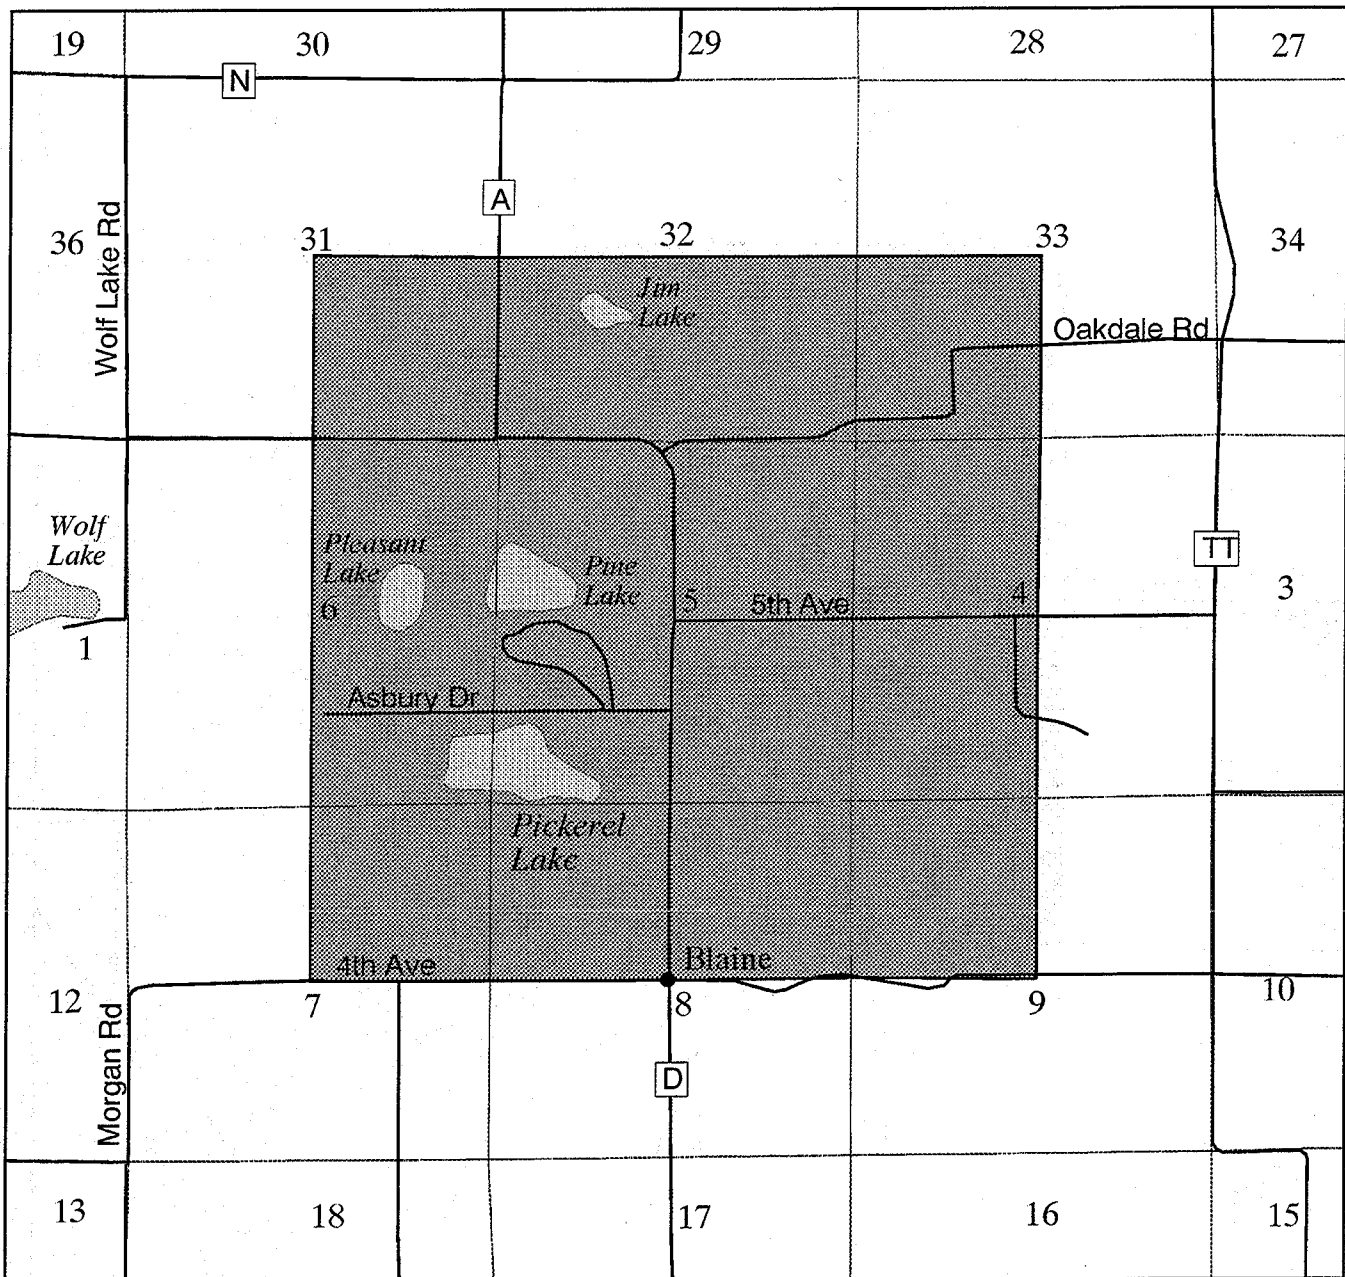 19
30
29
28
27
N
A
Wolf Lake Rd
36
31
32
33
34
Jim
Lake
Oakdale Rd
Wolf
Lake
Pleasant
Lake
6
Pine
Lake
5
5th Ave
4
TT
3
1
Asbury Dr
Pickerel
Lake
4th Ave
Blaine
12
7
8
9
10
Morgan Rd
D
13
18
17
16
15